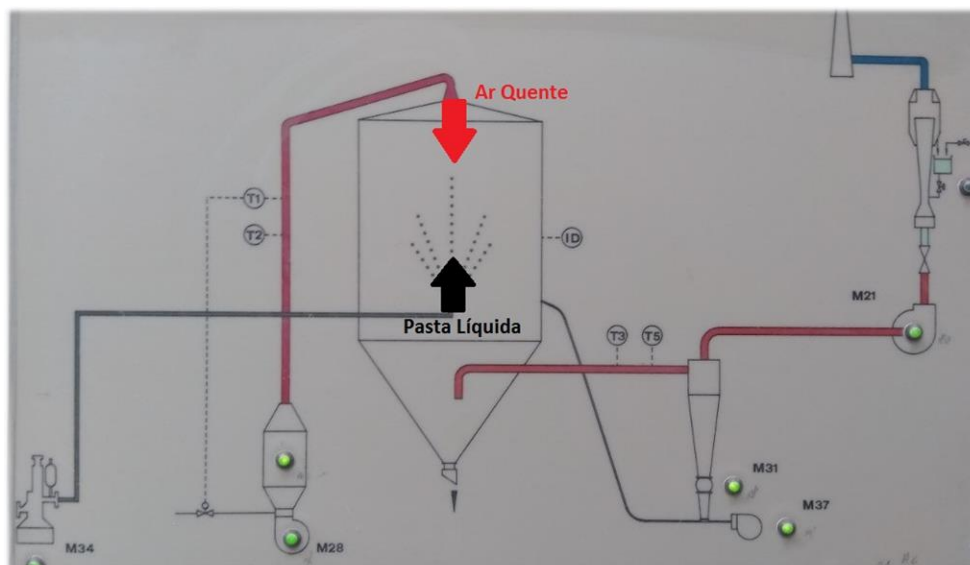 Ar Quente
T1
T2
ID
Pasta Líquida
M21
T3
T5
M31
M37
M34
M28